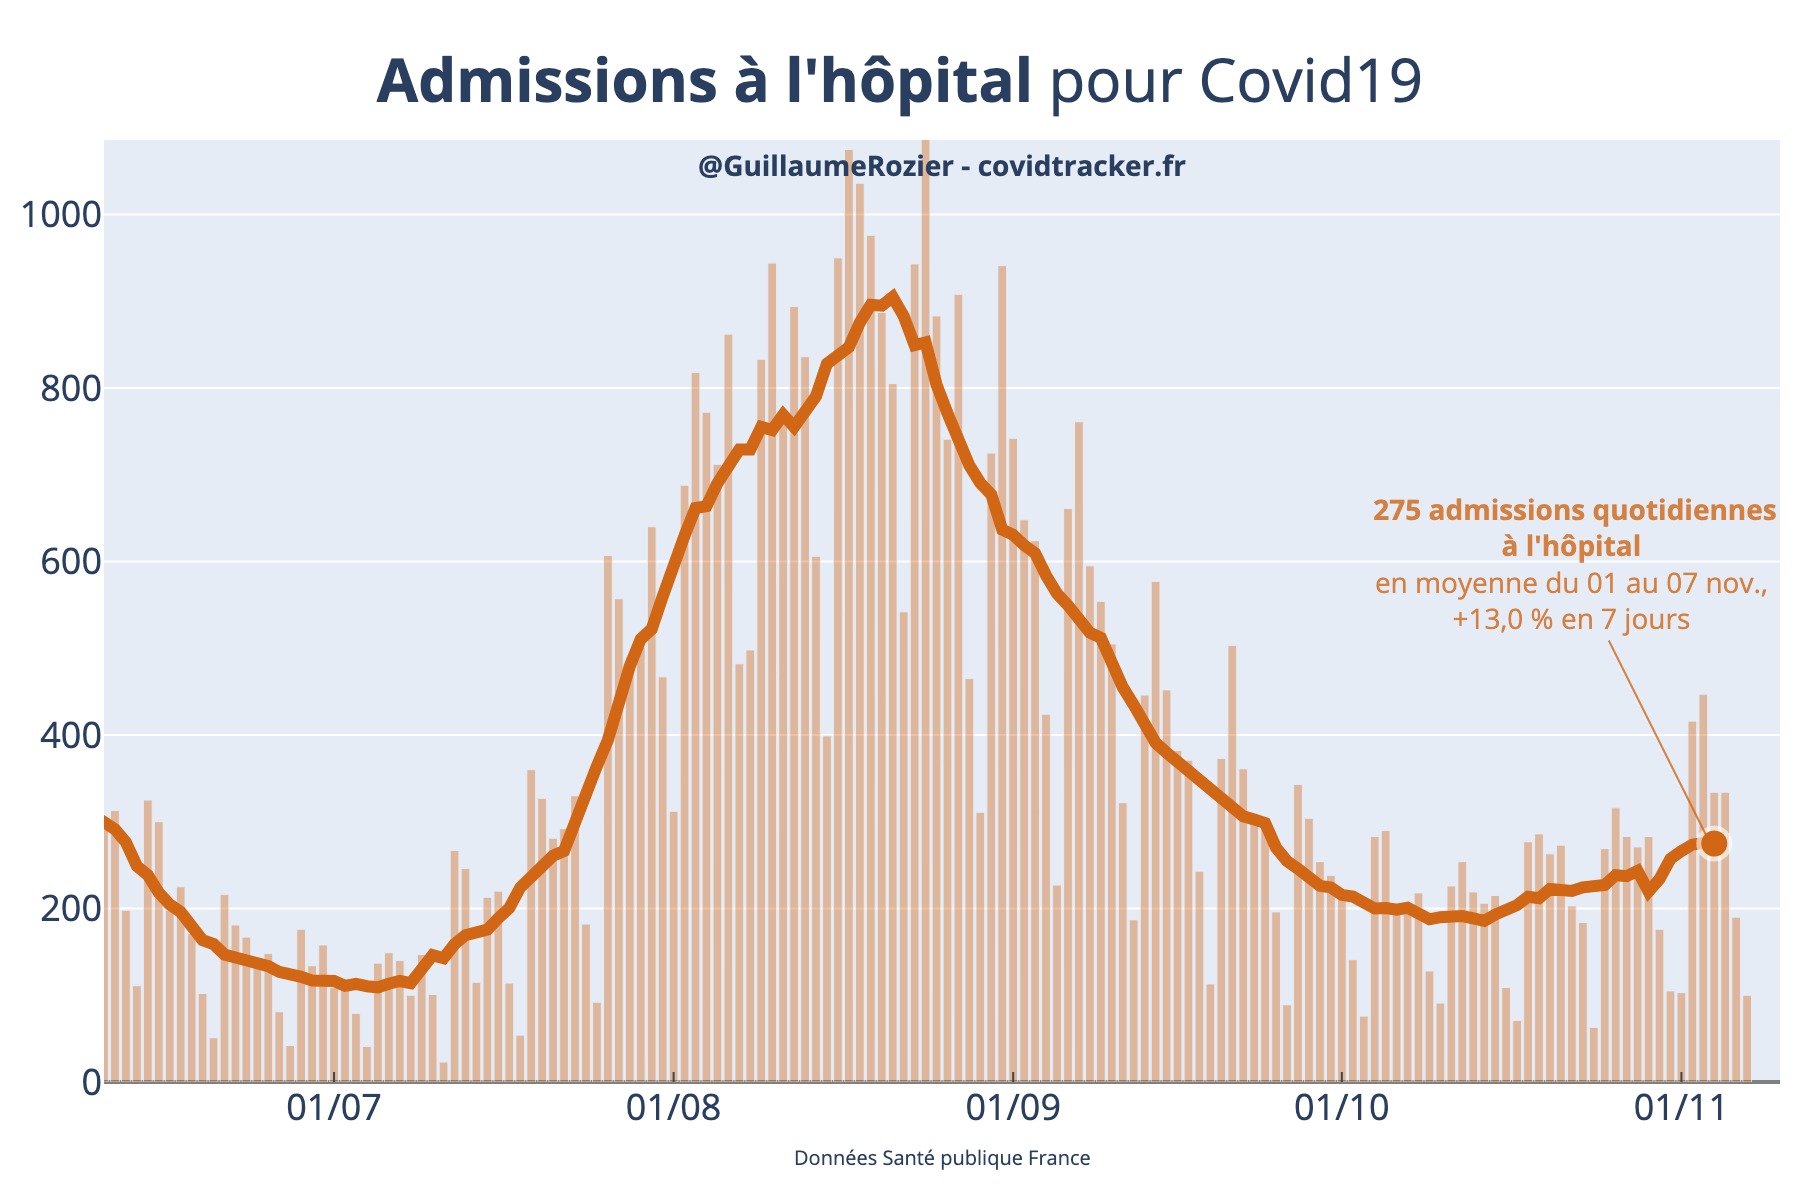 Admissions à l'hôpital pour Covid19
@GuillaumeRozier - covidtracker.fr
1000
800
600
400
200
0
275 admissions quotidiennes
à l'hôpital
en moyenne du 01 au 07 nov.,
+13,0 % en 7 jours
01/07
01/08
01/09
01/10
01/11
Données Santé publique France